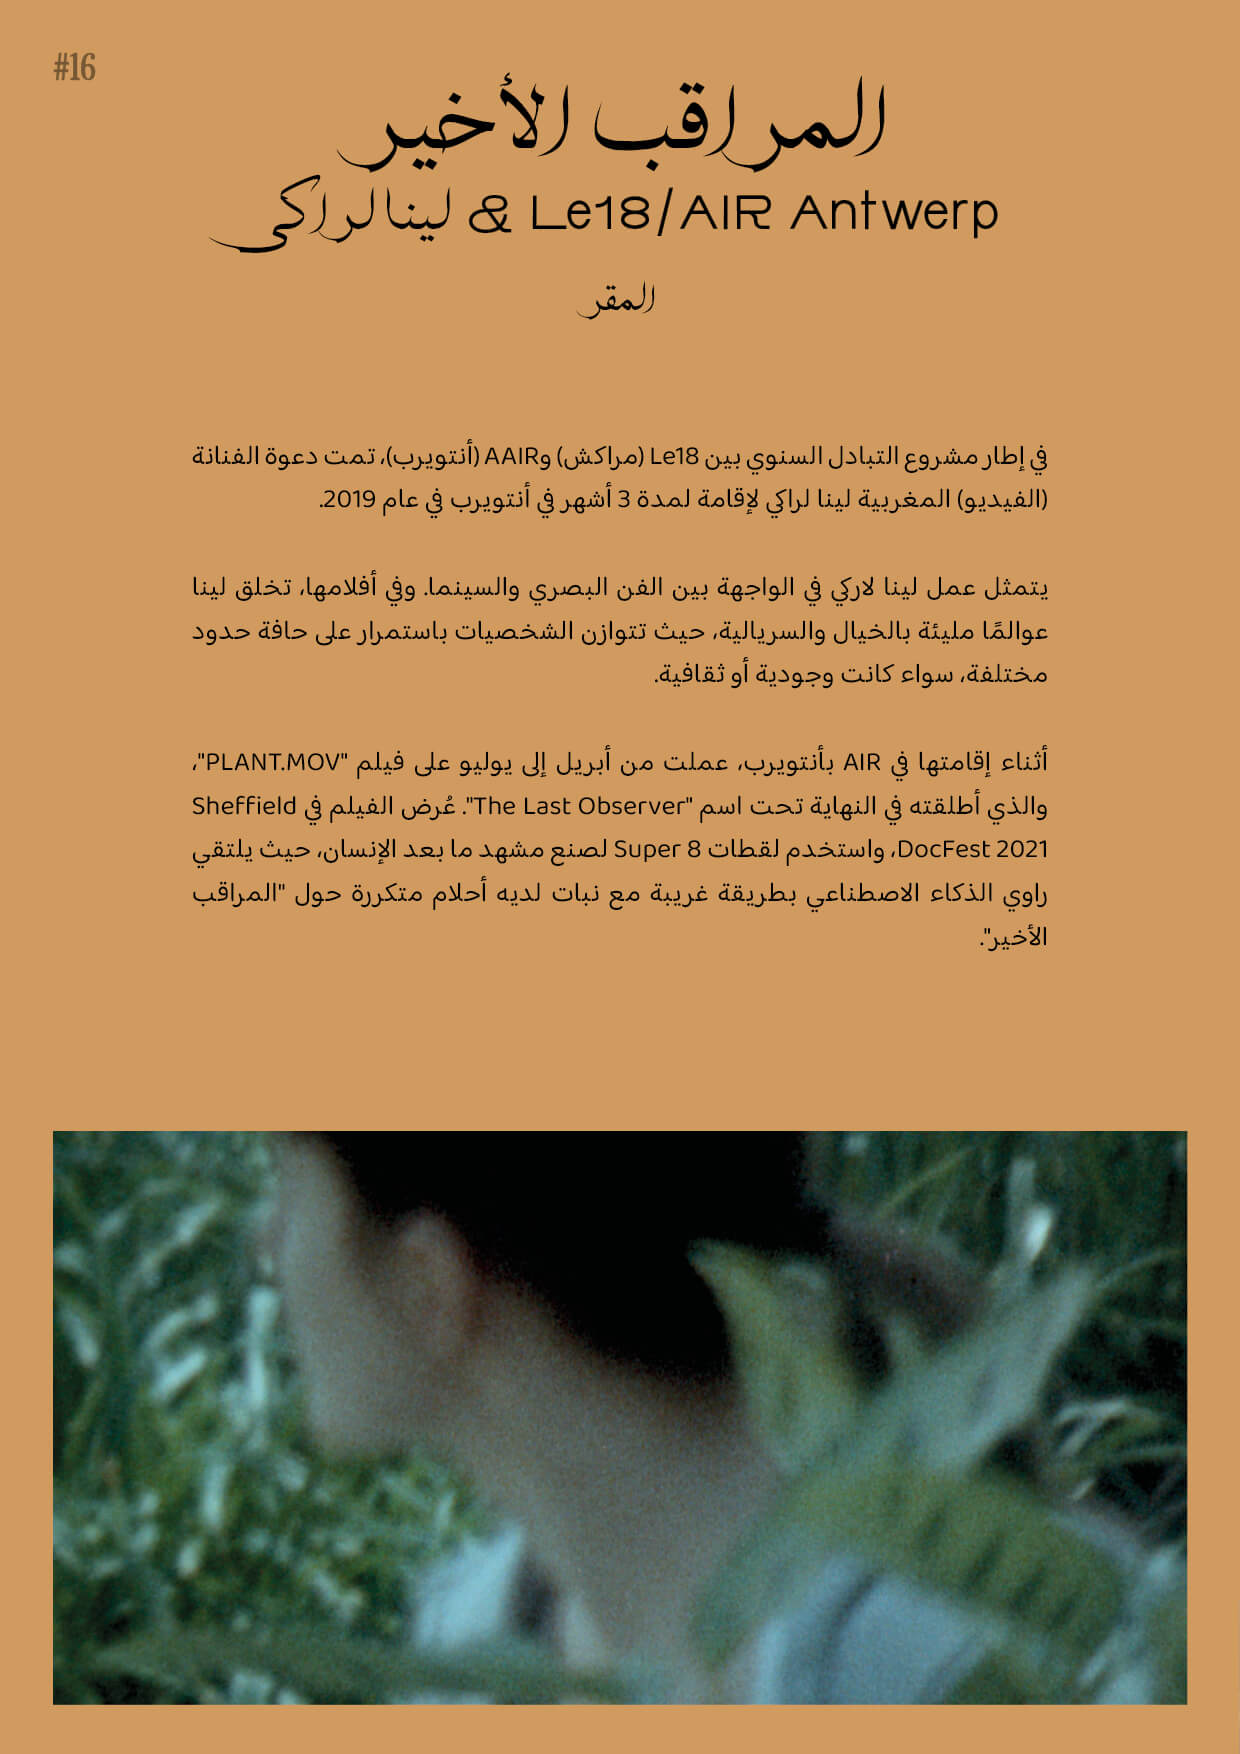 #16
المراقب الأخير
لينا لراكي & Le18/AIR Antwerp
المقر
في إطار مشروع التبادل السنوي بين Le18 (مراكش) وAAIR (أنتويرب)، تمت دعوة الفنانة
(الفيديو) المغربية لينا لراكي لإقامة لمدة 3 أشهر في أنتويرب في عام 2019.
يتمثل عمل لينا لاركي في الواجهة بين الفن البصري والسينما. وفي أفلامها، تخلق لينا
عوالمًا مليئة بالخيال والسريالية، حيث تتوازن الشخصيات باستمرار على حافة حدود
مختلفة، سواء كانت وجودية أو ثقافية.
أثناء إقامتها في AIR بأنتويرب، عملت من أبريل إلى يوليو على فيلم "PLANT.MOV"،
والذي أطلقته في النهاية تحت اسم "The Last Observer". عُرض الفيلم في Sheffield
DocFest 2021، واستخدم لقطات Super 8 لصنع مشهد ما بعد الإنسان، حيث يلتقي
راوي الذكاء الاصطناعي بطريقة غريبة مع نبات لديه أحلام متكررة حول "المراقب
الأخير".